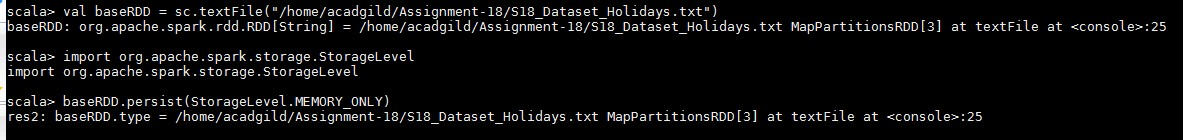 scala> val baseRDD = sc.textFile("/home/acadgild/Assignment-18/S18_Dataset_Holidays.txt")
baseRDD: org.apache.spark.rdd.RDD[String] = /home/acadgild/Assignment-18/S18_Dataset_Holidays.txt MapPartitionsRDD[3] at textFile at <console>:25
scala> import org.apache.spark.storage.StorageLevel
import org.apache.spark.storage.StorageLevel
scala> baseRDD.persist(StorageLevel.MEMORY_ONLY)
res2: baseRDD.type = /home/acadgild/Assignment-18/S18_Dataset_Holidays.txt MapPartitionsRDD[3] at textFile at <console>:25